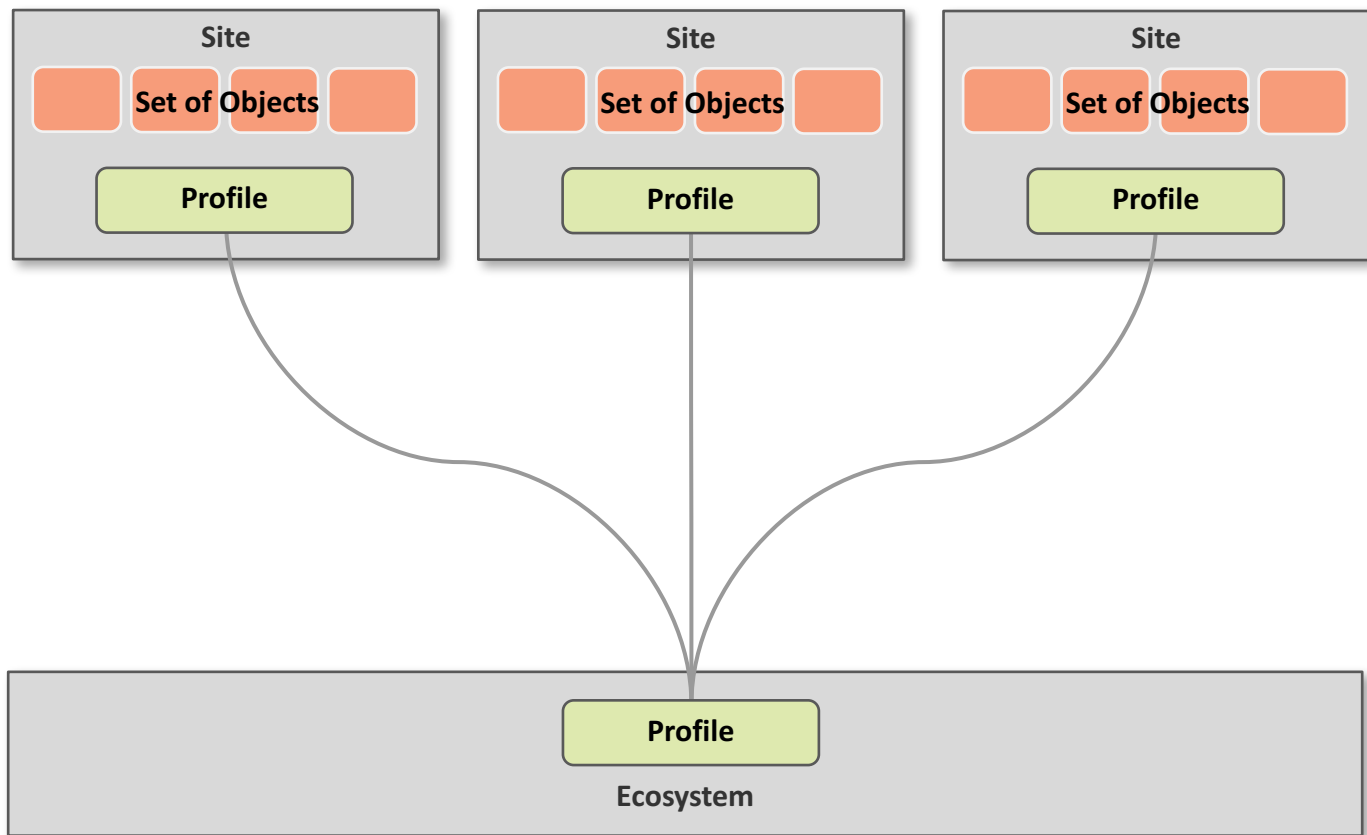 Site
Site
Site
Set of Objects
Set of Objects
Set of Objects
Profile
Profile
Profile
Profile
Ecosystem